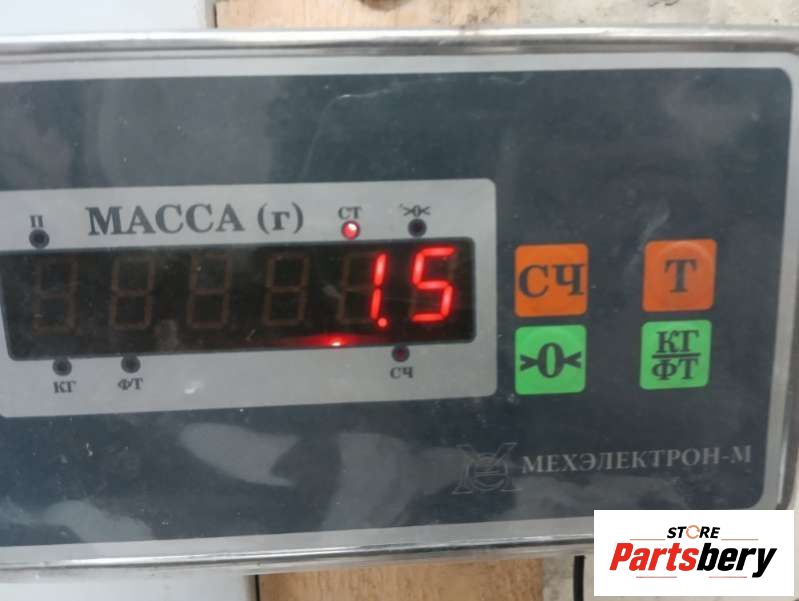 П МАССА (г) СТ >0<
1.5
КГ ФТ СЧ
СЧ Т
>0< КГ
ФТ
МЕХЭЛЕКТРОН-М
STORE
Partsbery